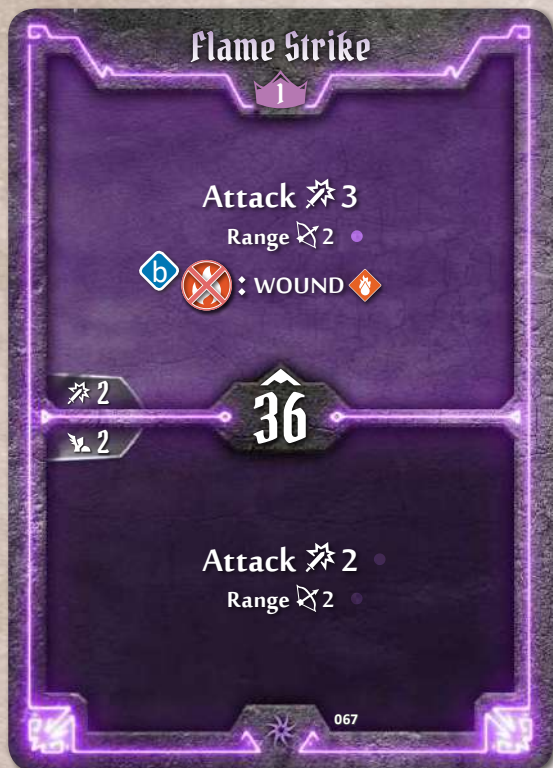 Flame Strike
1
Attack 3
Range 2
b : WOUND
2
36
2
Attack 2
Range 2
067